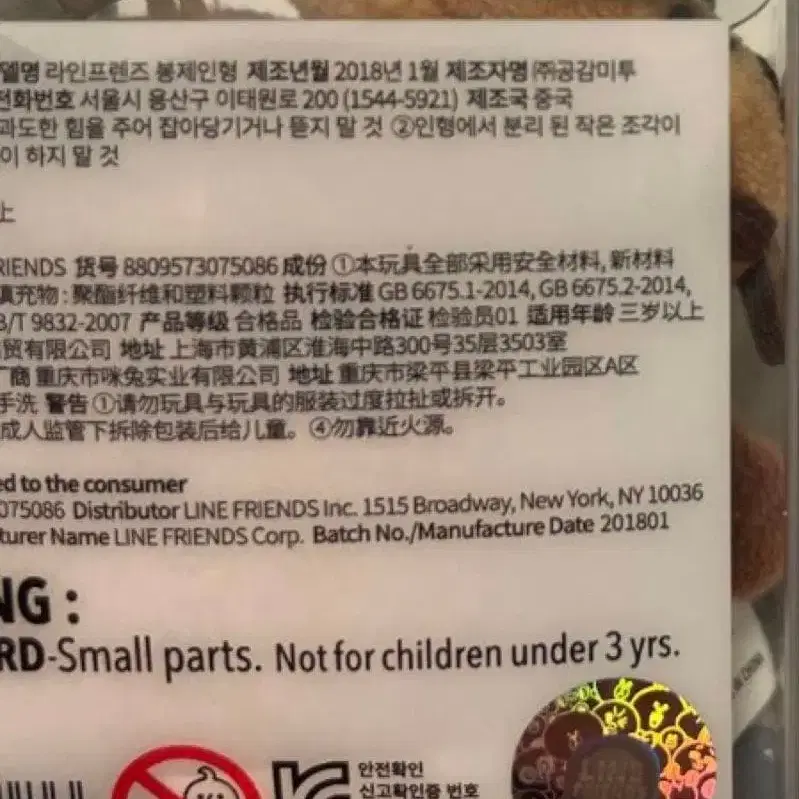 델명 라인프렌즈 봉제인형 제조년월 2018년 1월 제조자명 ㈜공감미투
전화번호 서울시 용산구 이태원로 200 (1544-5921) 제조국 중국
과도한 힘을 주어 잡아당기거나 뜯지 말 것 ②인형에서 분리 된 작은 조각이
이 하지 말 것
上
RIENDS 货号 8809573075086 成份 ①本玩具全部采用安全材料, 新材料
填充物 : 聚酯纤维和塑料颗粒 执行标准 GB 6675.1-2014, GB 6675.2-2014,
B/T 9832-2007 产品等级 合格品 检验合格证 检验员01 适用年龄 三岁以上
贸有限公司 地址 上海市黄浦区淮海中路300号35层3503室
厂商 重庆市咪兔实业有限公司 地址 重庆市梁平县梁平工业园区A区
手洗 警告 ①请勿玩具与玩具的服装过度拉扯或拆开。
成人监管下拆除包装后给儿童。④勿靠近火源。
ed to the consumer
075086 Distributor LINE FRIENDS Inc. 1515 Broadway, New York, NY 10036
turer Name LINE FRIENDS Corp. Batch No./Manufacture Date 201801
NG :
RD-Small parts. Not for children under 3 yrs.
안전확인
신고확인증 번호